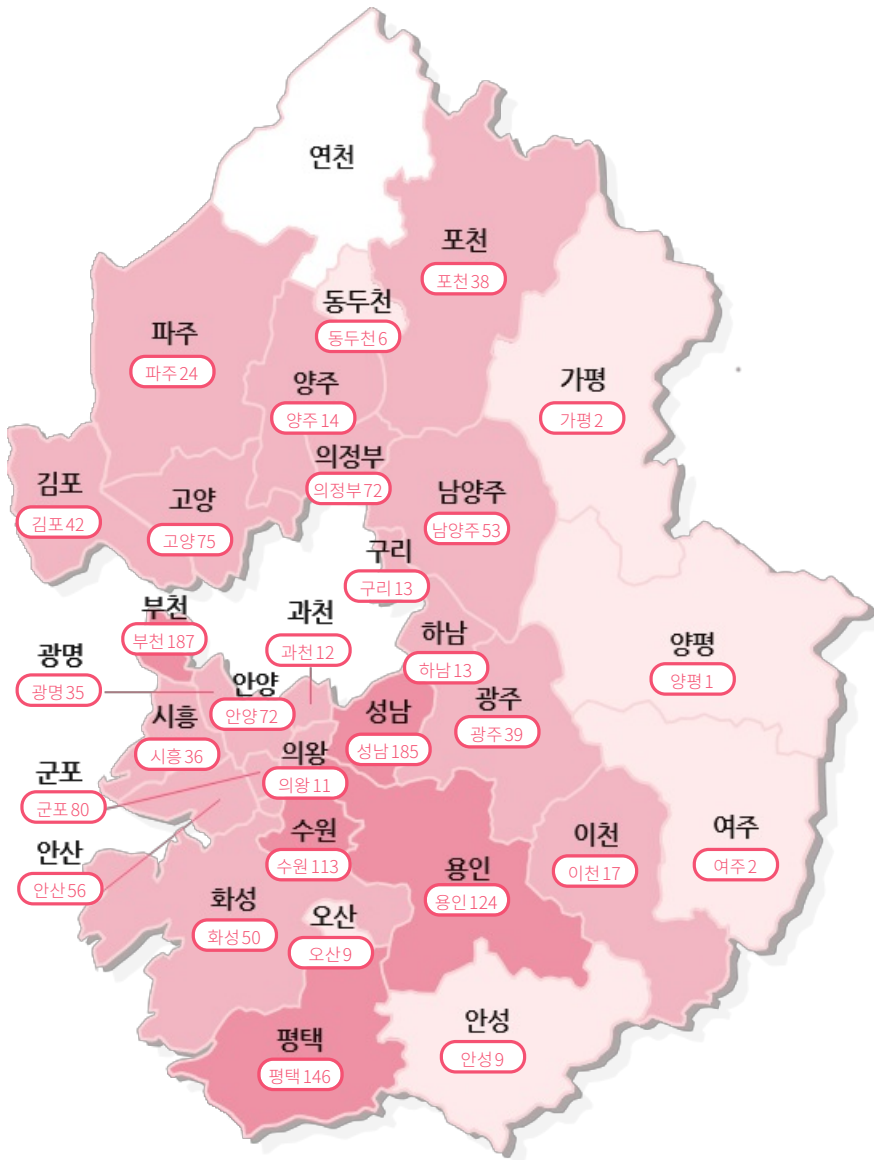 연천
포천
포천38
동두천
동두천6
파주
파주24
양주
양주14
가평
가평2
의정부
의정부72
김포
김포42
고양
고양75
남양주
남양주53
구리
구리13
부천
부천187
과천
과천12
하남
하남13
양평
양평1
광명
광명35
안양
안양72
시흥
시흥36
성남
성남185
광주
광주39
의왕
의왕11
군포
군포80
수원
수원113
이천
이천17
여주
여주2
안산
안산56
용인
용인124
화성
화성50
오산
오산9
안성
안성9
평택
평택146